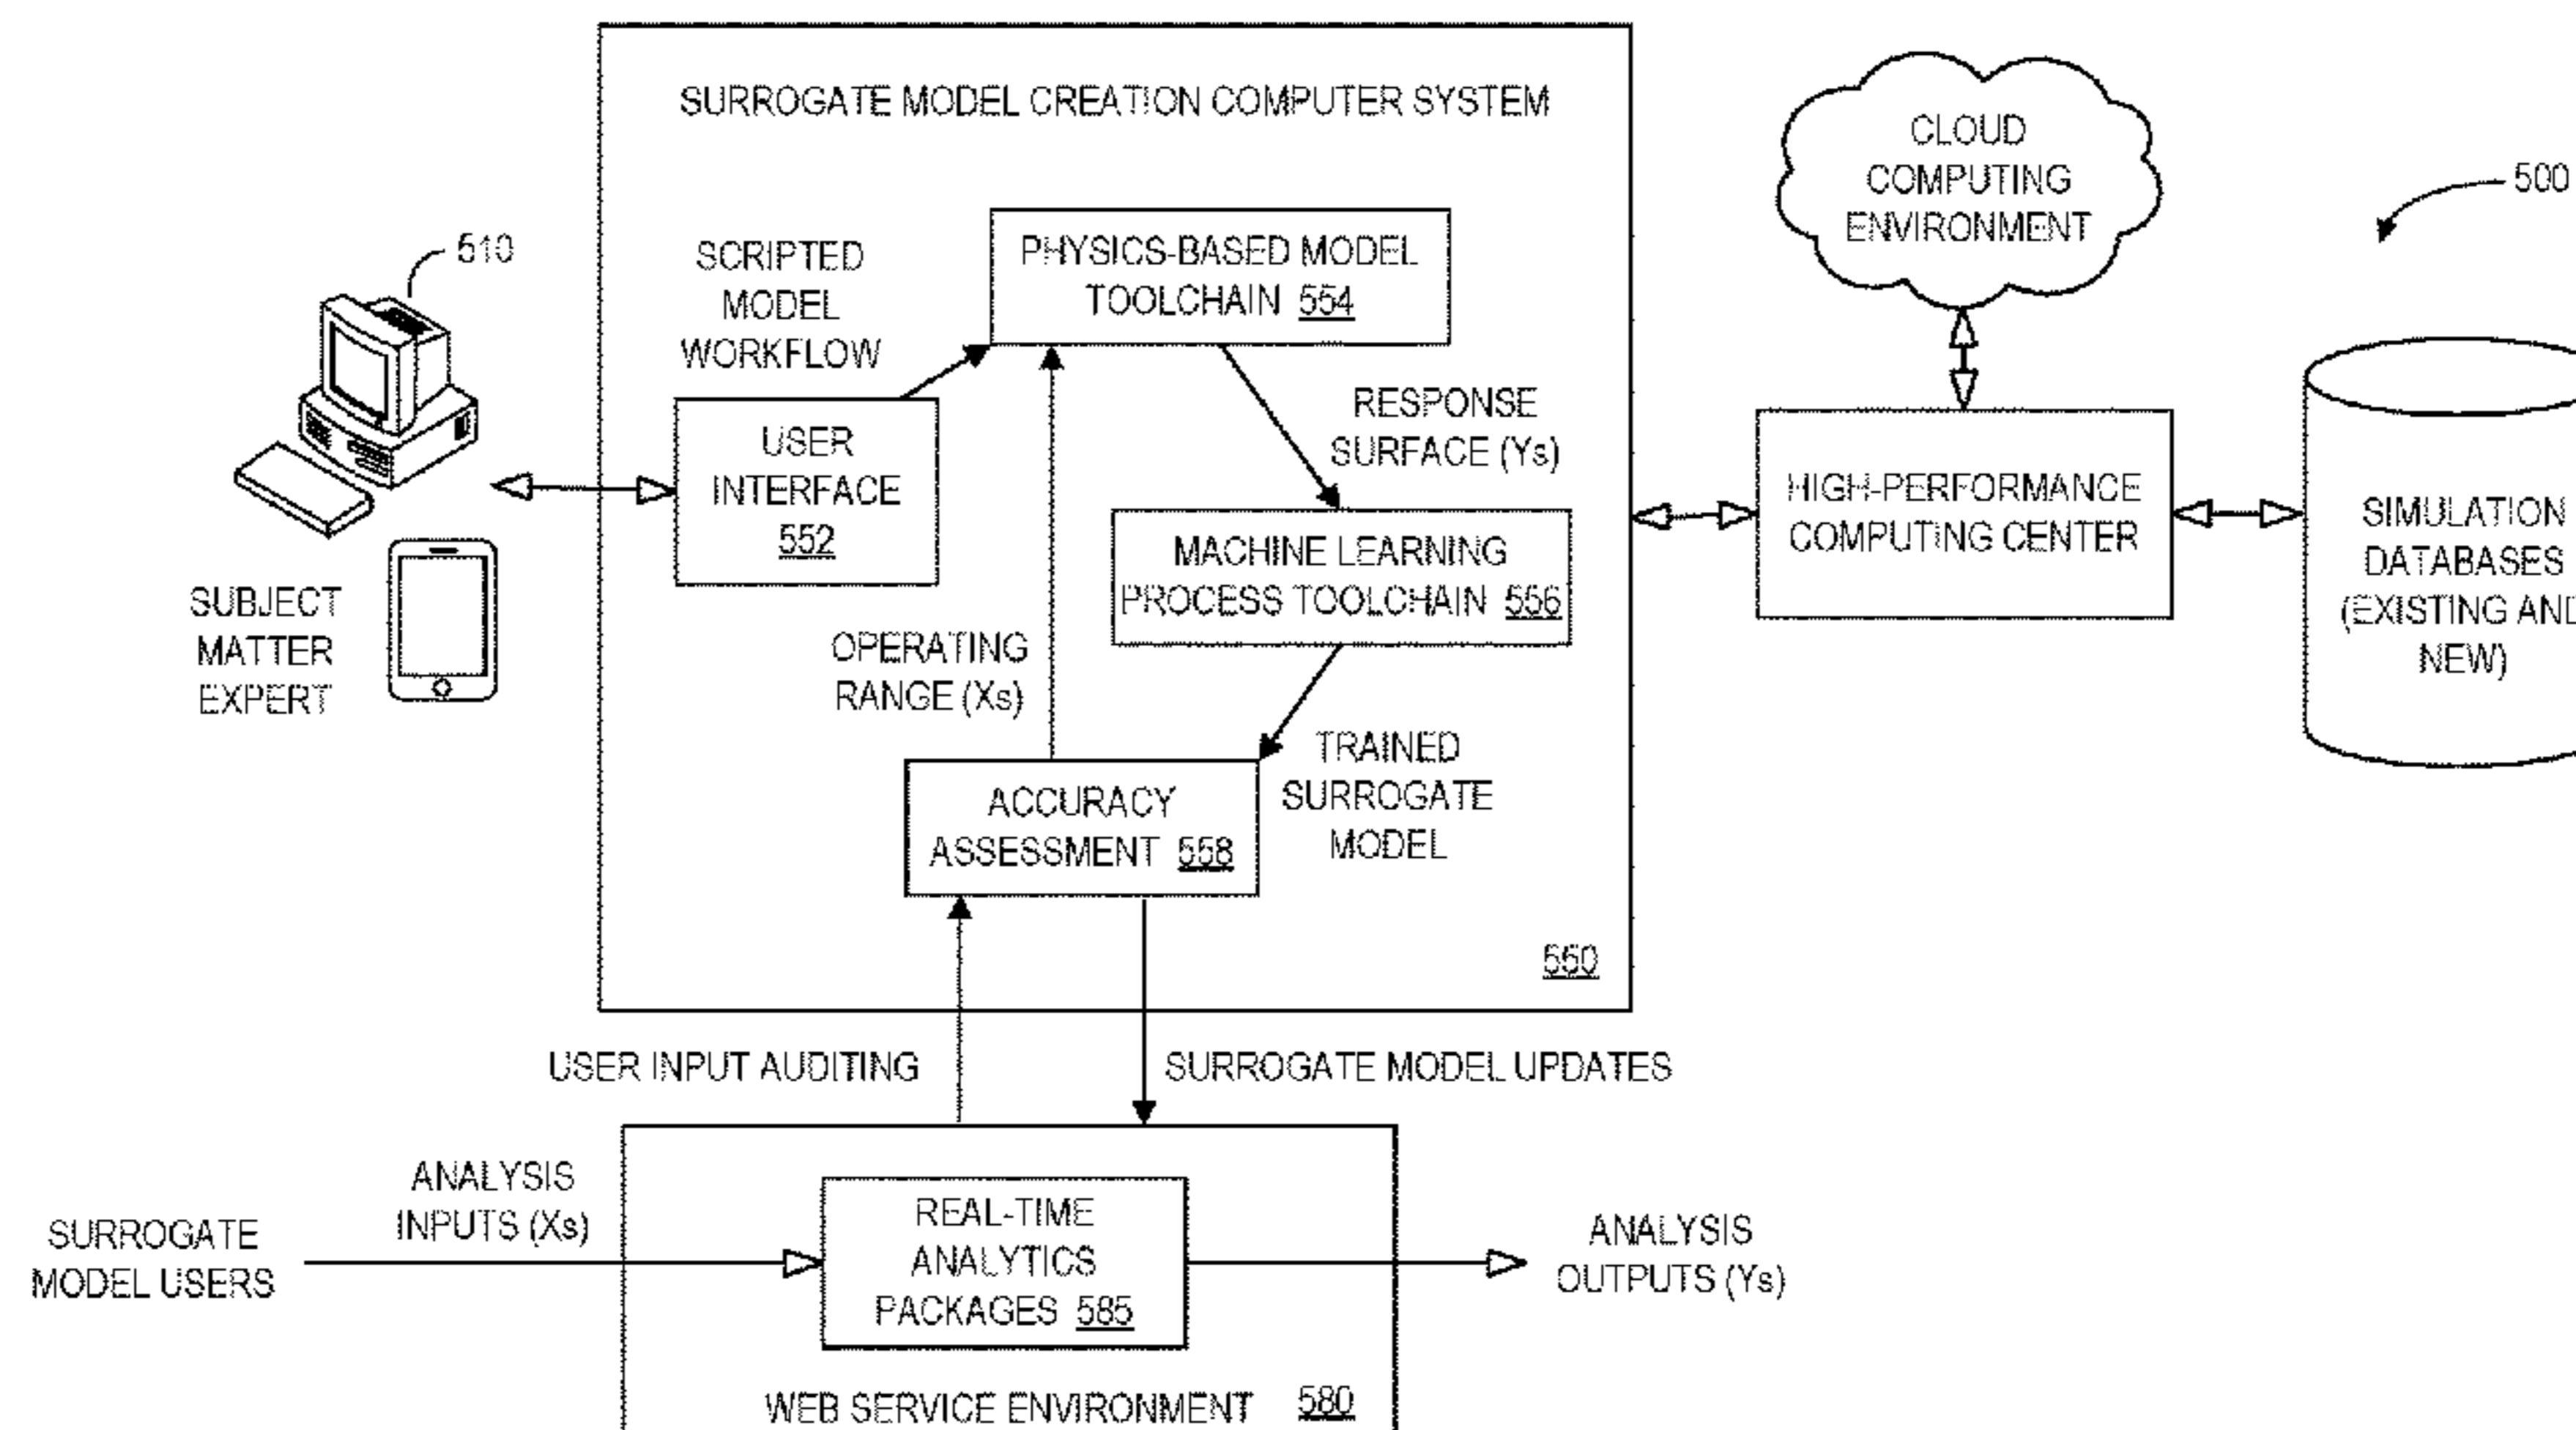 SURROGATE MODEL CREATION COMPUTER SYSTEM
510
SCRIPTED
MODEL
WORKFLOW
PHYSICS-BASED MODEL
TOOLCHAIN 554
USER
INTERFACE
552
RESPONSE
SURFACE (Ys)
MACHINE LEARNING
PROCESS TOOLCHAIN 556
OPERATING
RANGE (Xs)
TRAINED
SURROGATE
MODEL
ACCURACY
ASSESSMENT 558
550
SUBJECT
MATTER
EXPERT
CLOUD
COMPUTING
ENVIRONMENT
500
HIGH-PERFORMANCE
COMPUTING CENTER
SIMULATION
DATABASES
(EXISTING AND
NEW)
USER INPUT AUDITING
SURROGATE MODEL UPDATES
SURROGATE
MODEL USERS
ANALYSIS
INPUTS (Xs)
REAL-TIME
ANALYTICS
PACKAGES 585
ANALYSIS
OUTPUTS (Ys)
WEB SERVICE ENVIRONMENT 580